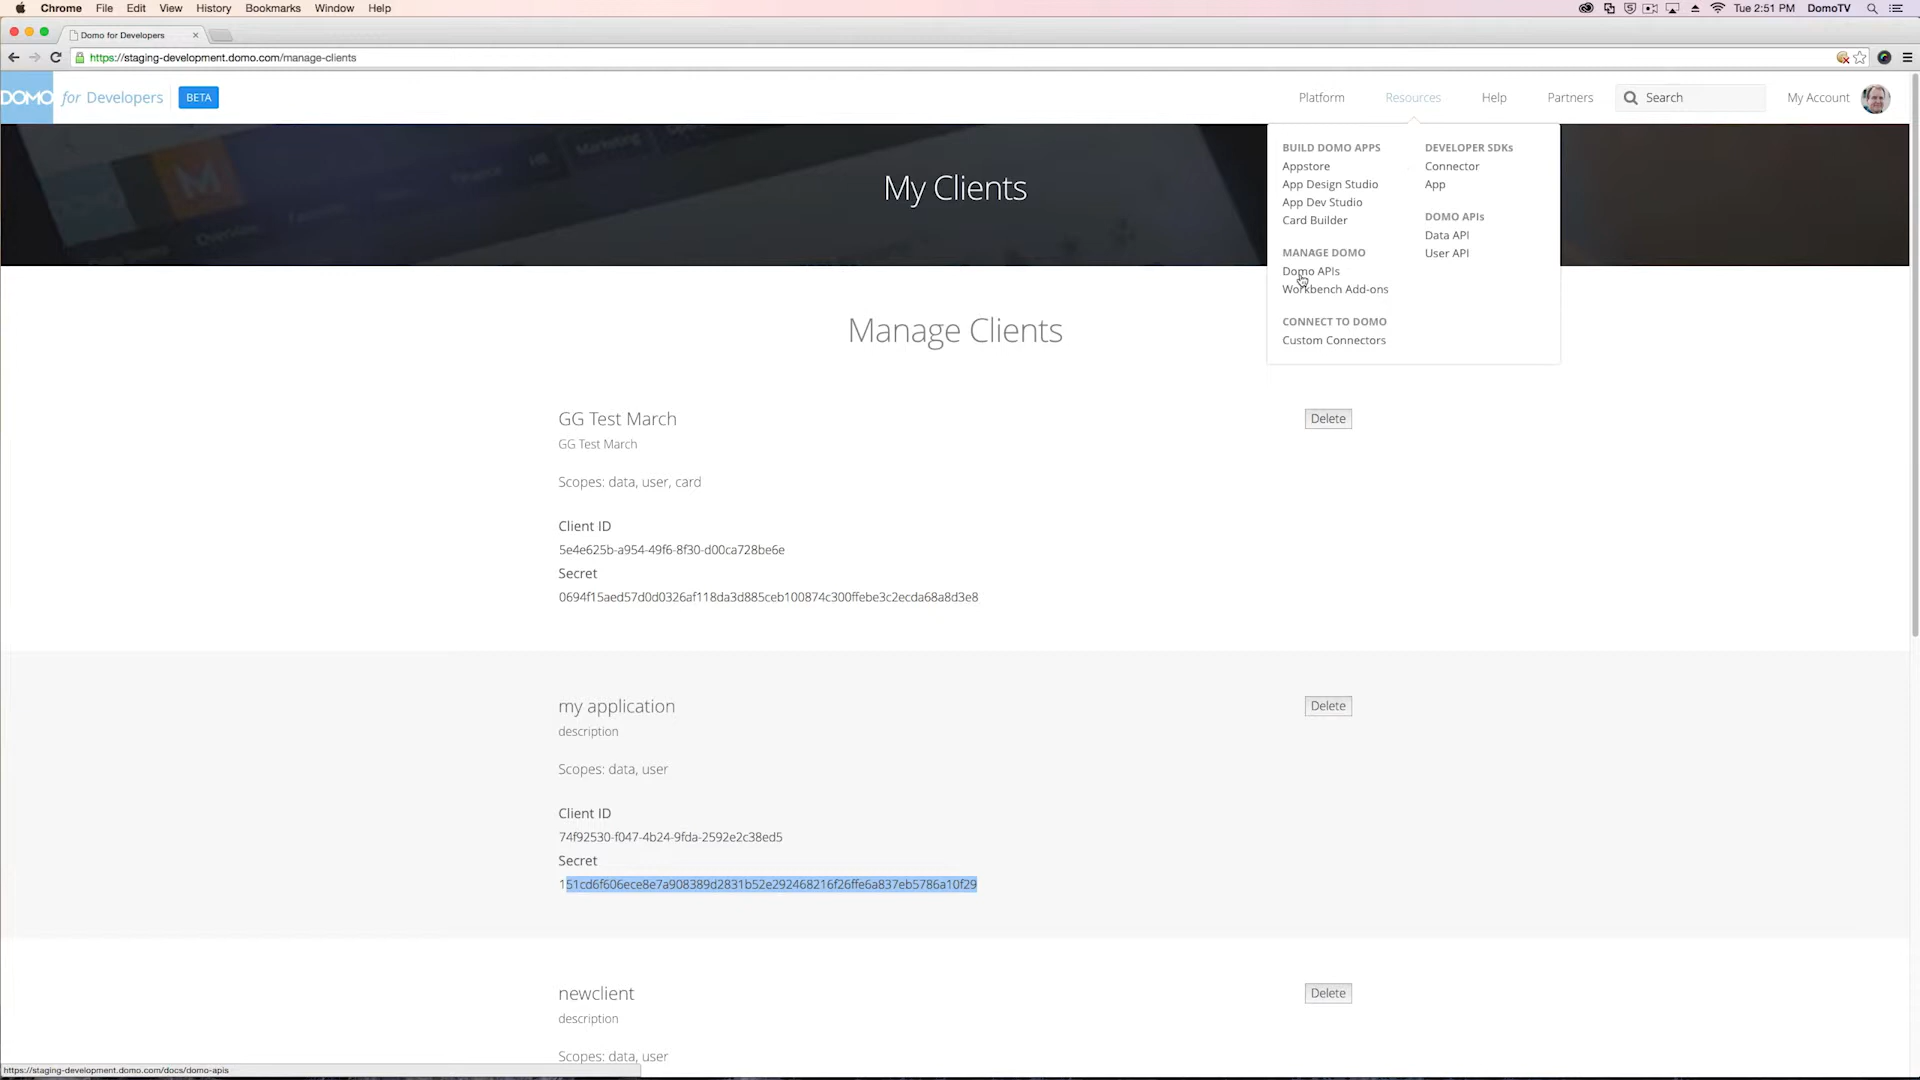 Chrome File Edit View History Bookmarks Window Help
Tue 2:51 PM DomoTV
Domo for Developers
https://staging-development.domo.com/manage-clients
DOMO for Developers BETA
Platform Resources Help Partners Search My Account
BUILD DOMO APPS
Appstore
App Design Studio
App Dev Studio
Card Builder
MANAGE DOMO
Domo APIs
Workbench Add-ons
CONNECT TO DOMO
Custom Connectors
DEVELOPER SDKs
Connector
App
DOMO APIs
Data API
User API
Marketing
HR
Finance
Overview
My Clients
Manage Clients
GG Test March
Delete
GG Test March
Scopes: data, user, card
Client ID
5e4e625b-a954-49f6-8f30-d00ca728be6e
Secret
0694f15aed57d0d0326af118da3d885ceb100874c300ffebe3c2ecda68a8d3e8
my application
Delete
description
Scopes: data, user
Client ID
74f92530-f047-4b24-9fda-2592e2c38ed5
Secret
151cd6f606ece8e7a908389d2831b52e292468216f26ffe6a837eb5786a10f29
newclient
Delete
description
Scopes: data, user
https://staging-development.domo.com/docs/domo-apis